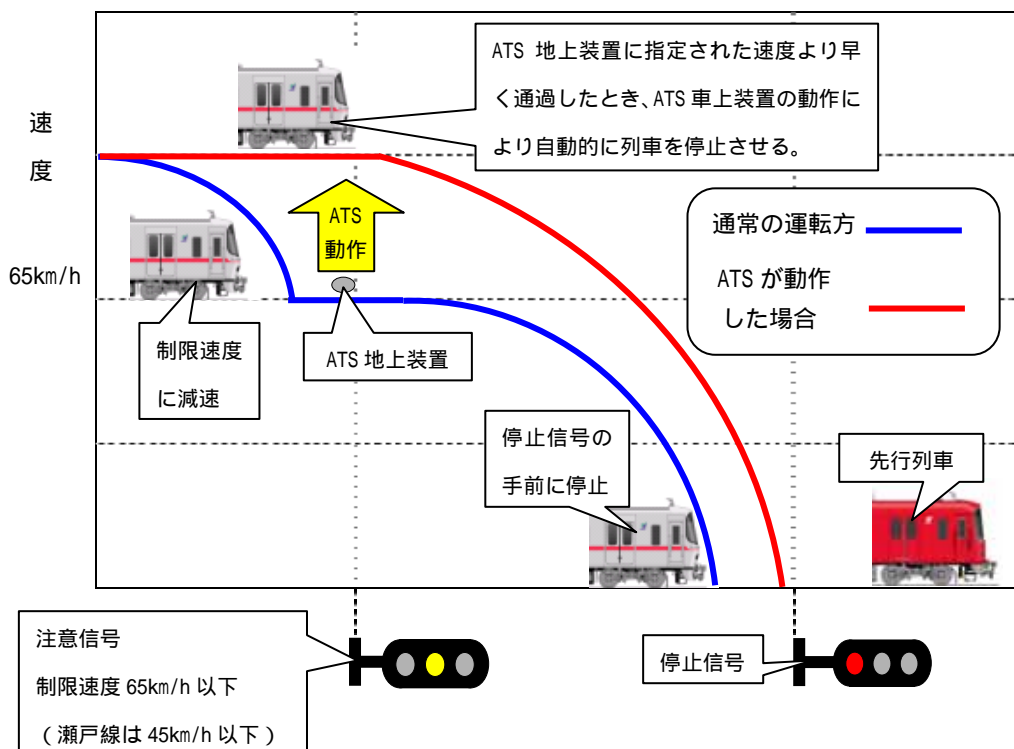 ATS 地上装置に指定された速度より早
く通過したとき、ATS 車上装置の動作に
より自動的に列車を停止させる。
速
度
ATS
動作
通常の運転方
ATS が動作
した場合
65km/h
制限速度
に減速
ATS 地上装置
停止信号の
手前に停止
先行列車
注意信号
制限速度 65km/h 以下
（瀬戸線は 45km/h 以下）
停止信号